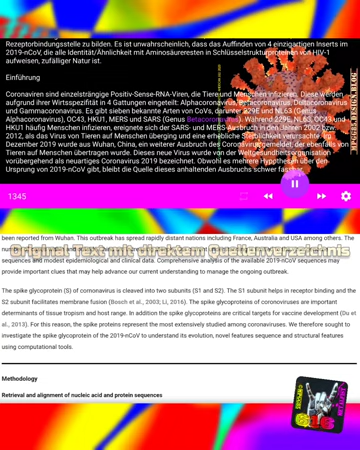 Rezeptorbindungsstelle zu bilden. Es ist unwahrscheinlich, dass das Auffinden von 4 einzigartigen Inserts im
2019-nCoV, die alle Identität/Ähnlichkeit mit Aminosäureresten in Schlüsselstrukturproteinen von HIV-1
aufweisen, zufälliger Natur ist.
Einführung
Coronaviren sind einzelsträngige Positiv-Sense-RNA-Viren, die Tiere und Menschen infizieren. Diese werden
aufgrund ihrer Wirtsspezifität in 4 Gattungen eingeteilt: Alphacoronavirus, Betacoronavirus, Deltacoronavirus
und Gammacoronavirus. Es gibt sieben bekannte Arten von CoVs, darunter 229E und NL63 (Genus
Alphacoronavirus), OC43, HKU1, MERS und SARS (Genus Betacoronavirus). Während 229E, NL63, OC43 und
HKU1 häufig Menschen infizieren, ereignete sich der SARS- und MERS-Ausbruch in den Jahren 2002 bzw.
2012, als das Virus von Tieren auf Menschen überging und eine erhebliche Sterblichkeit verursachte. Im
Dezember 2019 wurde aus Wuhan, China, ein weiterer Ausbruch des Coronavirus gemeldet, der ebenfalls von
Tieren auf Menschen übertragen wurde. Dieses neue Virus wurde von der Weltgesundheitsorganisation
vorübergehend als neuartiges Coronavirus 2019 bezeichnet. Obwohl es mehrere Hypothesen über den
Ursprung von 2019-nCoV gibt, bleibt die Quelle dieses anhaltenden Ausbruchs schwer fassbar.
1345
been reported from Wuhan. This outbreak has spread rapidly distant nations including France, Australia and USA among others. The
Original Text mit direktem Quellenverzeichnis
sequences and modest epidemiological and clinical data. Comprehensive analysis of the available 2019-nCoV sequences may
provide important clues that may help advance our current understanding to manage the ongoing outbreak.
The spike glycoprotein (S) of coronavirus is cleaved into two subunits (S1 and S2). The S1 subunit helps in receptor binding and the
S2 subunit facilitates membrane fusion (Bosch et al., 2003; Li, 2016). The spike glycoproteins of coronoviruses are important
determinants of tissue tropism and host range. In addition the spike glycoproteins are critical targets for vaccine development (Du et
al., 2013). For this reason, the spike proteins represent the most extensively studied among coronaviruses. We therefore sought to
investigate the spike glycoprotein of the 2019-nCoV to understand its evolution, novel features sequence and structural features
using computational tools.
Methodology
Retrieval and alignment of nucleic acid and protein sequences